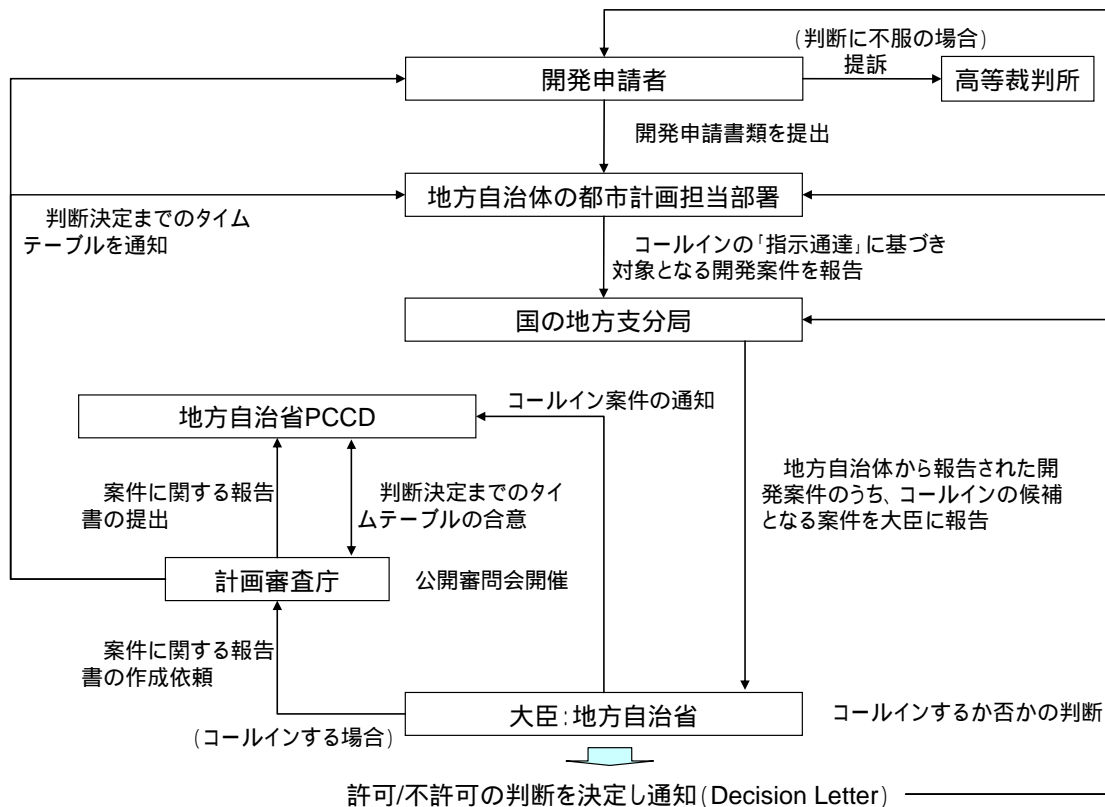 (判断に不服の場合)
提訴
開発申請者
高等裁判所
開発申請書類を提出
地方自治体の都市計画担当部署
判断決定までのタイム
テーブルを通知
コールインの「指示通達」に基づき
対象となる開発案件を報告
国の地方支分局
コールイン案件の通知
地方自治省PCCD
案件に関する報告
書の提出
判断決定までのタイ
ムテーブルの合意
地方自治体から報告された開
発案件のうち、コールインの候補
となる案件を大臣に報告
計画審査庁
公開審問会開催
案件に関する報告
書の作成依頼
(コールインする場合)
大臣:地方自治省
コールインするか否かの判断
許可/不許可の判断を決定し通知(Decision Letter)